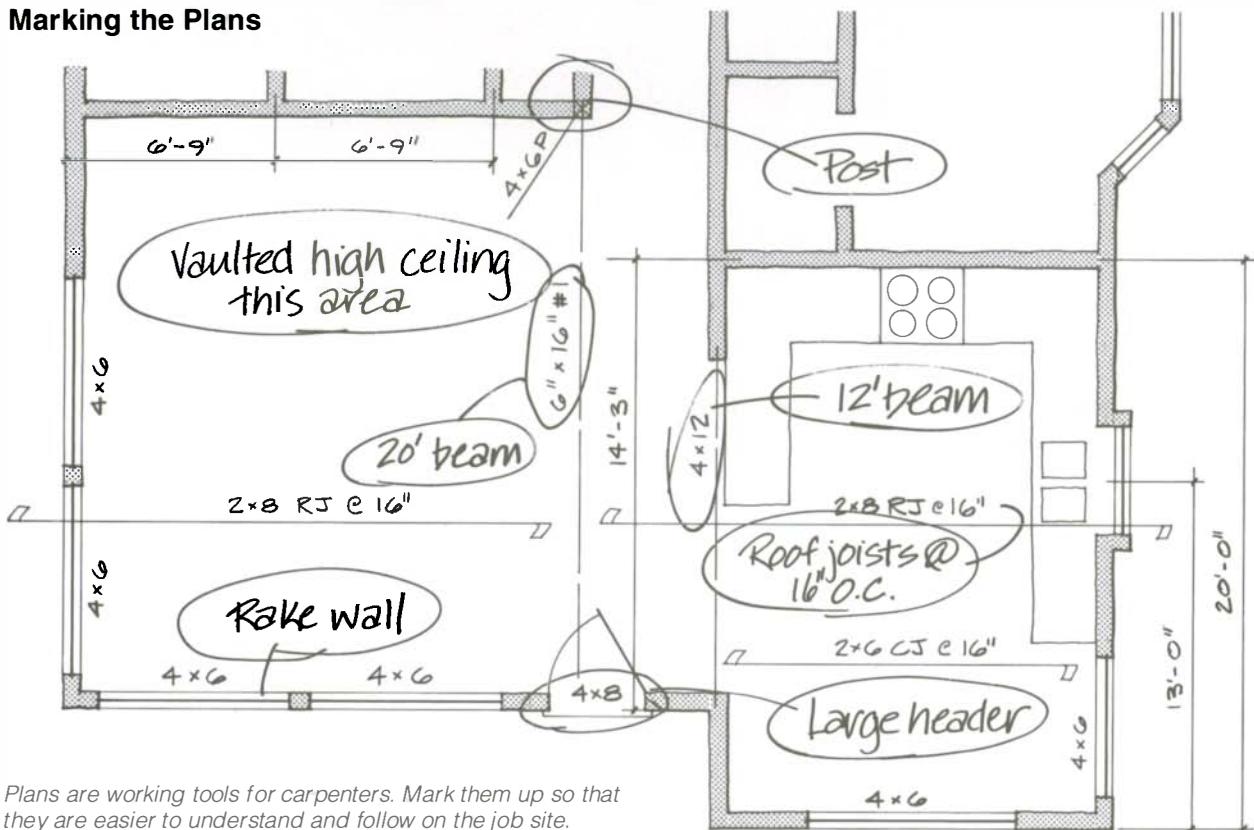 Marking the Plans
6'-9"
6'-9"
4×6P
Post
Vaulted high ceiling
this area
6"×16" #1
4×6
14'-3"
4×12
12' beam
20' beam
2×8 RJ @ 16"
2×8 RJ @ 16"
Roof joists @
16" O.C.
20'-0"
4×6
Rake wall
13'-0"
2×6 CJ @ 16"
4×6
4×6
4×8
Large header
4×6
4×6
Plans are working tools for carpenters. Mark them up so that
they are easier to understand and follow on the job site.